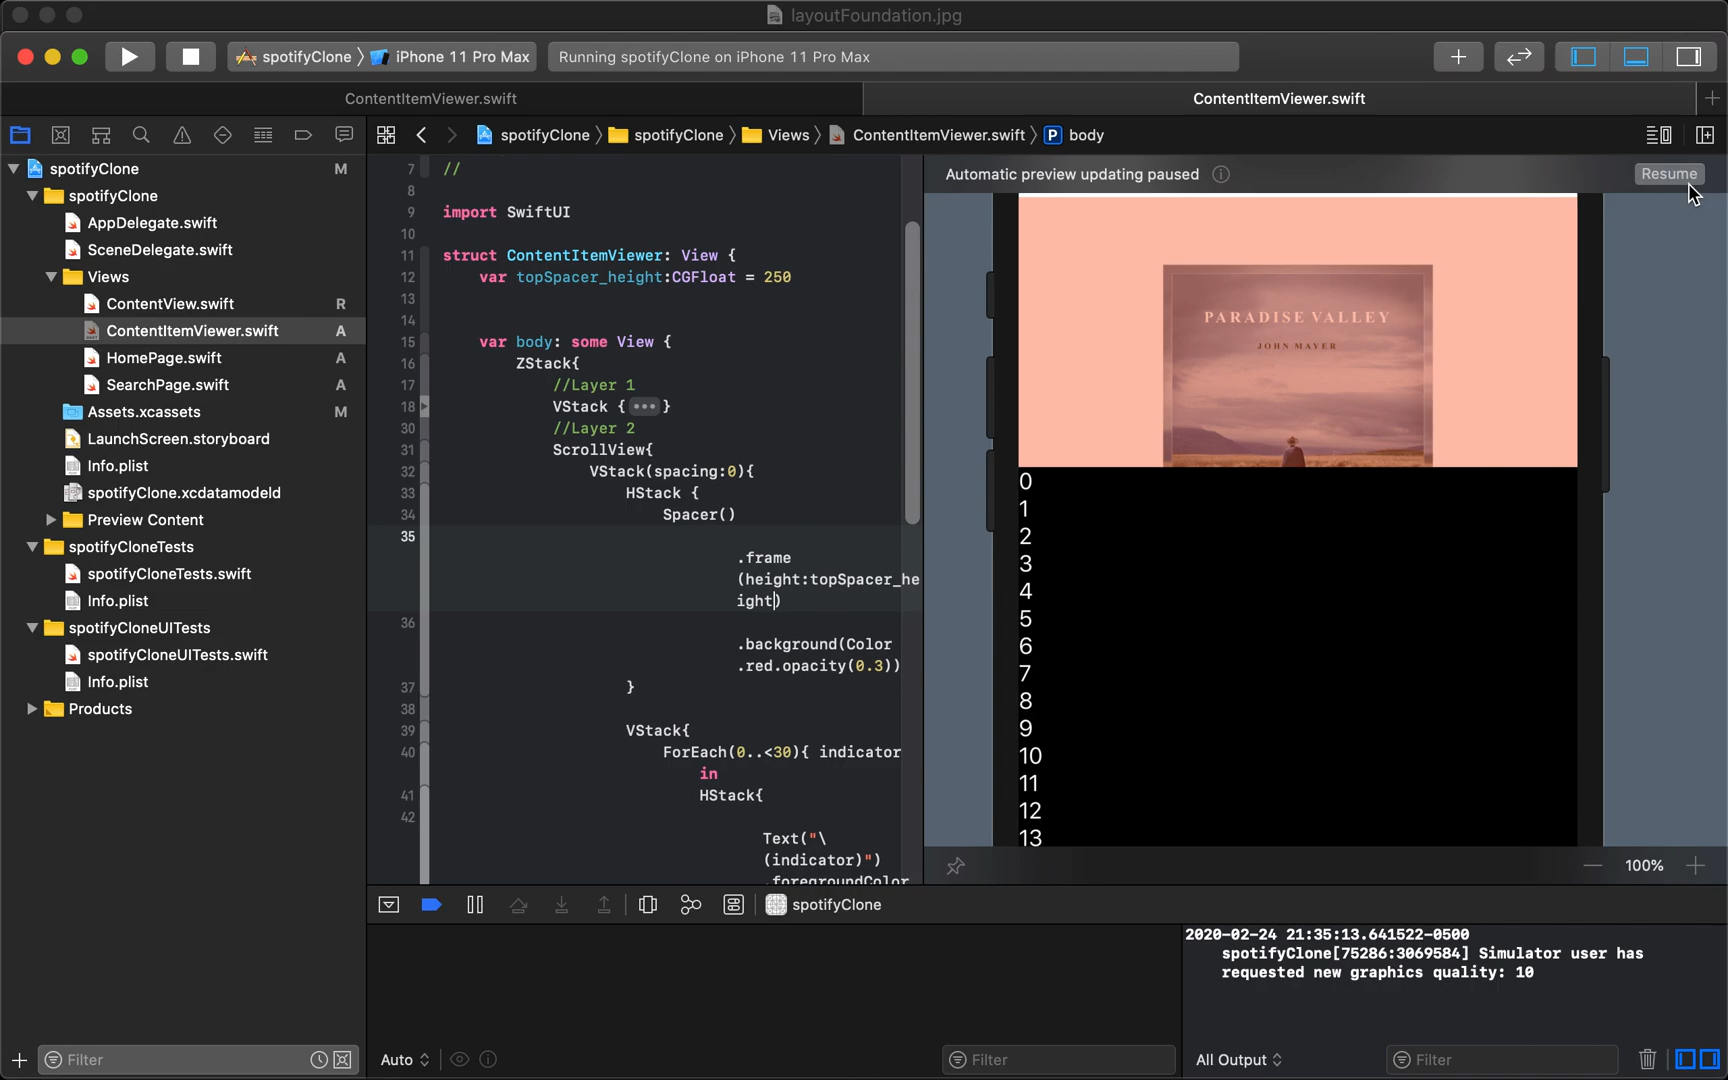 layoutFoundation.jpg
spotifyClone
iPhone 11 Pro Max
Running spotifyClone on iPhone 11 Pro Max
ContentItemViewer.swift
ContentItemViewer.swift
spotifyClone
spotifyClone
Views
ContentItemViewer.swift
P body
spotifyClone M
spotifyClone
AppDelegate.swift
SceneDelegate.swift
Views
ContentView.swift R
ContentItemViewer.swift A
HomePage.swift A
SearchPage.swift A
Assets.xcassets M
LaunchScreen.storyboard
Info.plist
spotifyClone.xcdatamodeld
Preview Content
spotifyCloneTests
spotifyCloneTests.swift
Info.plist
spotifyCloneUITests
spotifyCloneUITests.swift
Info.plist
Products
Filter
7 //
8
9 import SwiftUI
10
11 struct ContentItemViewer: View {
12 var topSpacer_height:CGFloat = 250
13
14
15 var body: some View {
16 ZStack{
17 //Layer 1
18 VStack { ••• }
30 //Layer 2
31 ScrollView{
32 VStack(spacing:0){
33 HStack {
34 Spacer()
35
.frame
(height:topSpacer_he
ight)
36
.background(Color
.red.opacity(0.3))
37 }
38
39 VStack{
40 ForEach(0..<30){ indicator
in
41 HStack{
42
Text("\
(indicator)")
.foregroundColor
Automatic preview updating paused
Resume
PARADISE VALLEY
JOHN MAYER
0
1
2
3
4
5
6
7
8
9
10
11
12
13
100%
spotifyClone
2020-02-24 21:35:13.641522-0500
spotifyClone[75286:3069584] Simulator user has
requested new graphics quality: 10
Auto
Filter
All Output
Filter